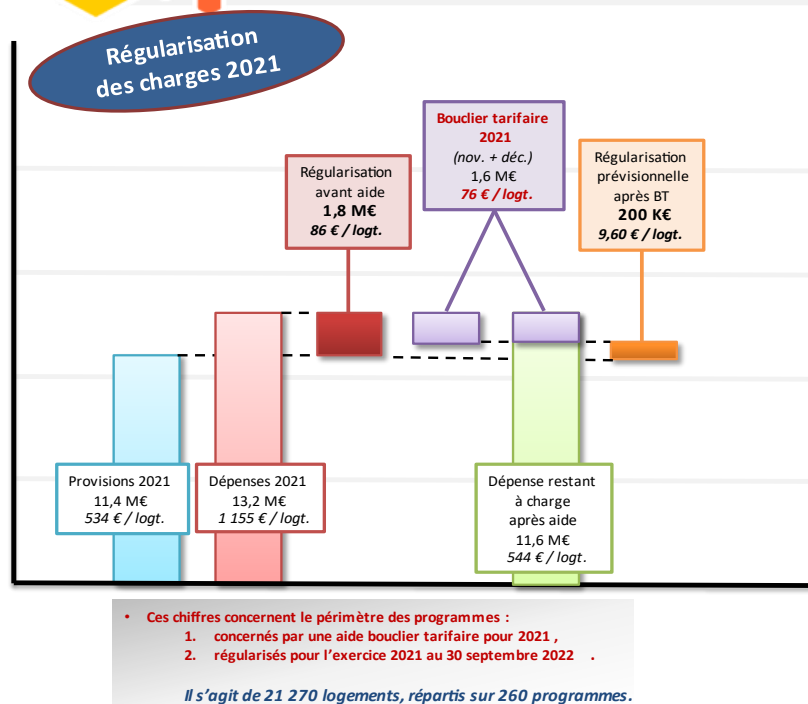 Régularisation
des charges 2021
Bouclier tarifaire
2021
(nov. + déc.)
1,6 M€
76 € / logt.
Régularisation
avant aide
1,8 M€
86 € / logt.
Régularisation
prévisionnelle
après BT
200 K€
9,60 € / logt.
Provisions 2021
11,4 M€
534 € / logt.
Dépenses 2021
13,2 M€
1 155 € / logt.
Dépense restant
à charge
après aide
11,6 M€
544 € / logt.
• Ces chiffres concernent le périmètre des programmes :
1. concernés par une aide bouclier tarifaire pour 2021 ,
2. régularisés pour l’exercice 2021 au 30 septembre 2022 .
Il s’agit de 21 270 logements, répartis sur 260 programmes.